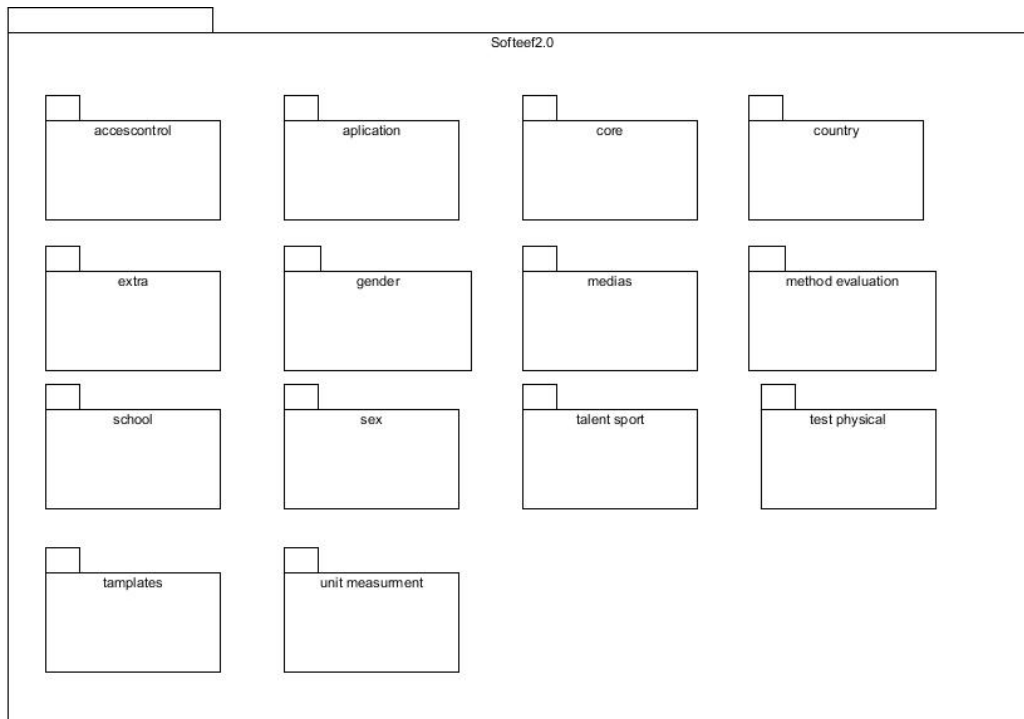 Softeef2.0
accescontrol
aplication
core
country
extra
gender
medias
method evaluation
school
sex
talent sport
test physical
tamplates
unit measurment